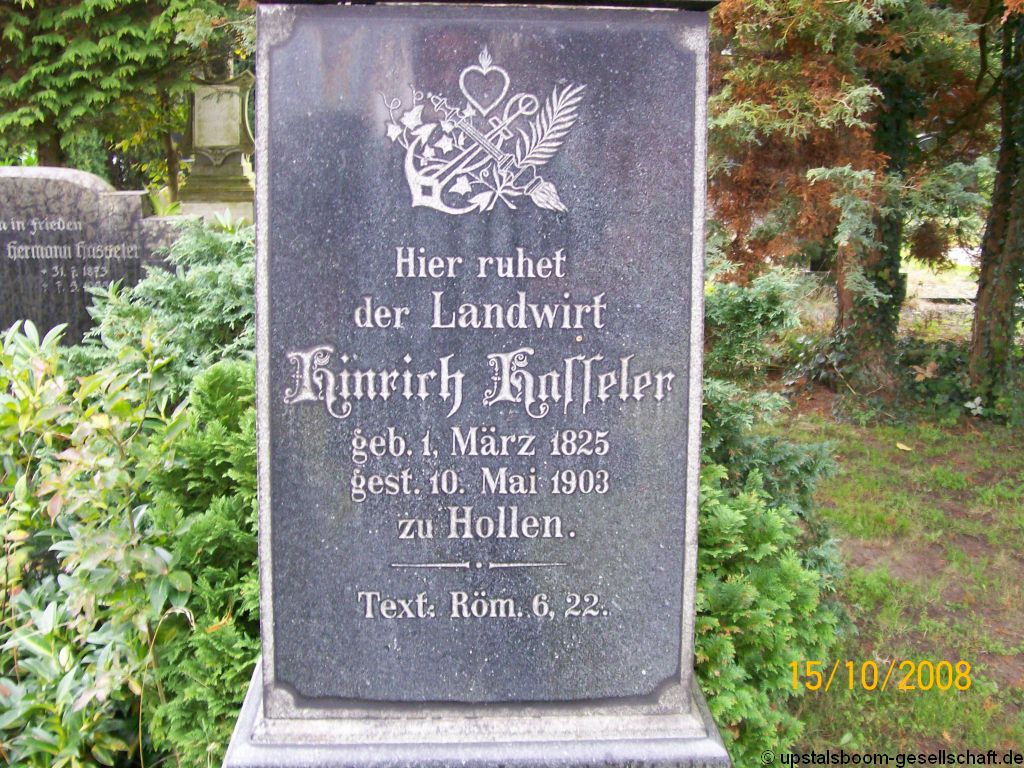 Hier ruhet
der Landwirt
Hinrich Hasseler
geb. 1. März 1825
gest. 10. Mai 1903
zu Hollen.
Text: Röm. 6, 22.
in Frieden
Hermann Hasseler
15/10/2008
© upstalsboom-gesellschaft.de